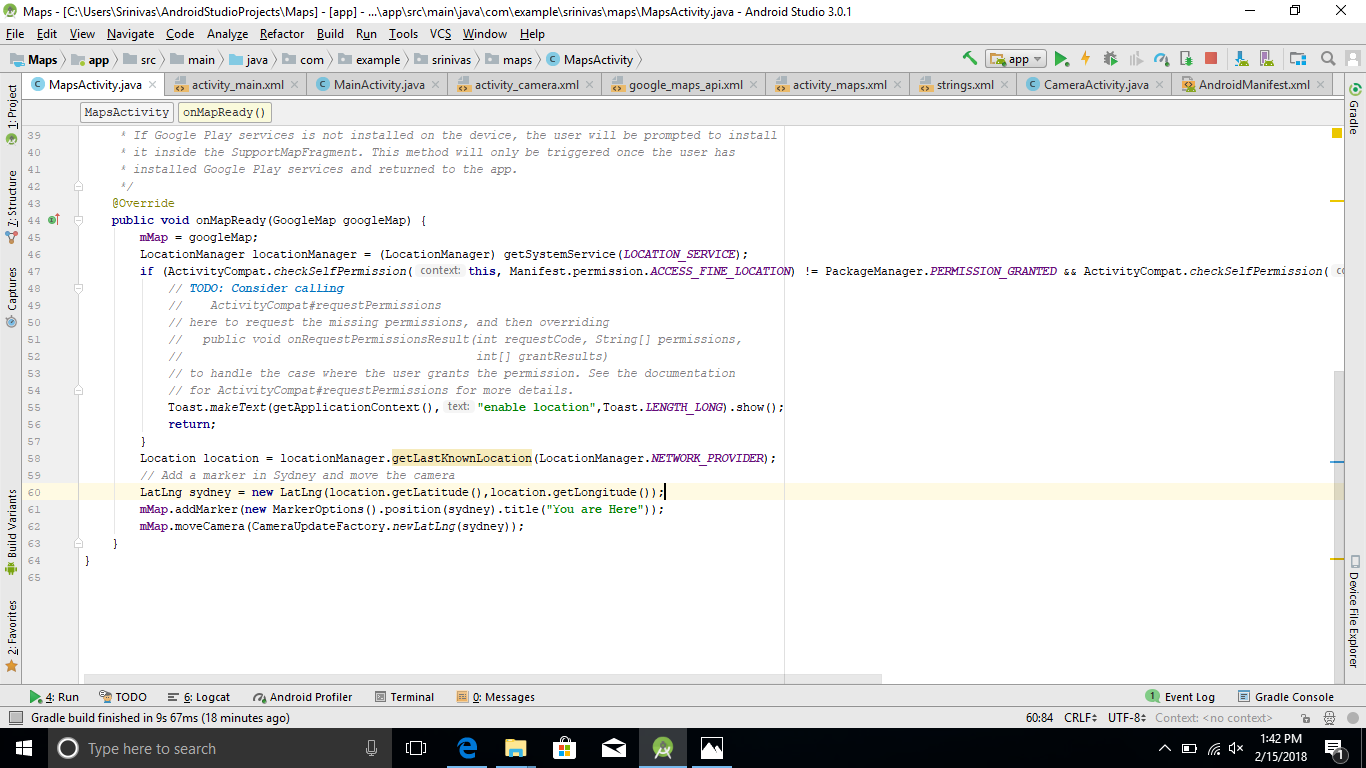 Maps - [C:\Users\Srinivas\AndroidStudioProjects\Maps] - [app] - ...\app\src\main\java\com\example\srinivas\maps\MapsActivity.java - Android Studio 3.0.1
File Edit View Navigate Code Analyze Refactor Build Run Tools VCS Window Help
Maps app src main java com example srinivas maps MapsActivity app
MapsActivity.java activity_main.xml MainActivity.java activity_camera.xml google_maps_api.xml activity_maps.xml strings.xml CameraActivity.java AndroidManifest.xml
MapsActivity onMapReady()
1: Project
7: Structure
Captures
Build Variants
2: Favorites
Gradle
Device File Explorer
39 * If Google Play services is not installed on the device, the user will be prompted to install
40 * it inside the SupportMapFragment. This method will only be triggered once the user has
41 * installed Google Play services and returned to the app.
42 */
43 @Override
44 public void onMapReady(GoogleMap googleMap) {
45 mMap = googleMap;
46 LocationManager locationManager = (LocationManager) getSystemService(LOCATION_SERVICE);
47 if (ActivityCompat.checkSelfPermission( context: this, Manifest.permission.ACCESS_FINE_LOCATION) != PackageManager.PERMISSION_GRANTED && ActivityCompat.checkSelfPermission(
48 // TODO: Consider calling
49 // ActivityCompat#requestPermissions
50 // here to request the missing permissions, and then overriding
51 // public void onRequestPermissionsResult(int requestCode, String[] permissions,
52 // int[] grantResults)
53 // to handle the case where the user grants the permission. See the documentation
54 // for ActivityCompat#requestPermissions for more details.
55 Toast.makeText(getApplicationContext(), text: "enable location",Toast.LENGTH_LONG).show();
56 return;
57 }
58 Location location = locationManager.getLastKnownLocation(LocationManager.NETWORK_PROVIDER);
59 // Add a marker in Sydney and move the camera
60 LatLng sydney = new LatLng(location.getLatitude(),location.getLongitude());
61 mMap.addMarker(new MarkerOptions().position(sydney).title("You are Here"));
62 mMap.moveCamera(CameraUpdateFactory.newLatLng(sydney));
63 }
64 }
65
4: Run TODO 6: Logcat Android Profiler Terminal 0: Messages 1 Event Log Gradle Console
Gradle build finished in 9s 67ms (18 minutes ago) 60:84 CRLF UTF-8 Context: <no context>
Type here to search
1:42 PM
2/15/2018
1